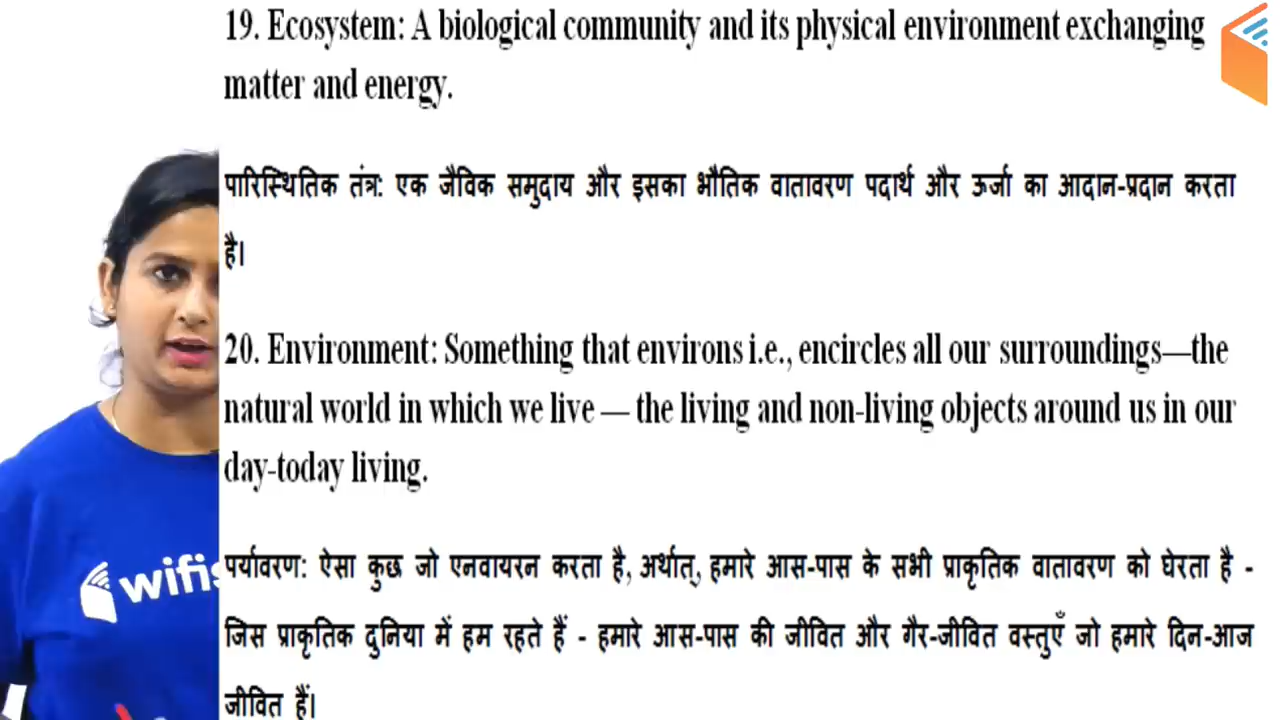 19. Ecosystem: A biological community and its physical environment exchanging
matter and energy.
पारिस्थितिक तंत्र: एक जैविक समुदाय और इसका भौतिक वातावरण पदार्थ और ऊर्जा का आदान-प्रदान करता
है।
20. Environment: Something that environs i.e., encircles all our surroundings—the
natural world in which we live — the living and non-living objects around us in our
day-today living.
पर्यावरण: ऐसा कुछ जो एनवायरन करता है, अर्थात्, हमारे आस-पास के सभी प्राकृतिक वातावरण को घेरता है -
जिस प्राकृतिक दुनिया में हम रहते हैं - हमारे आस-पास की जीवित और गैर-जीवित वस्तुएँ जो हमारे दिन-आज
जीवित हैं।
wifis